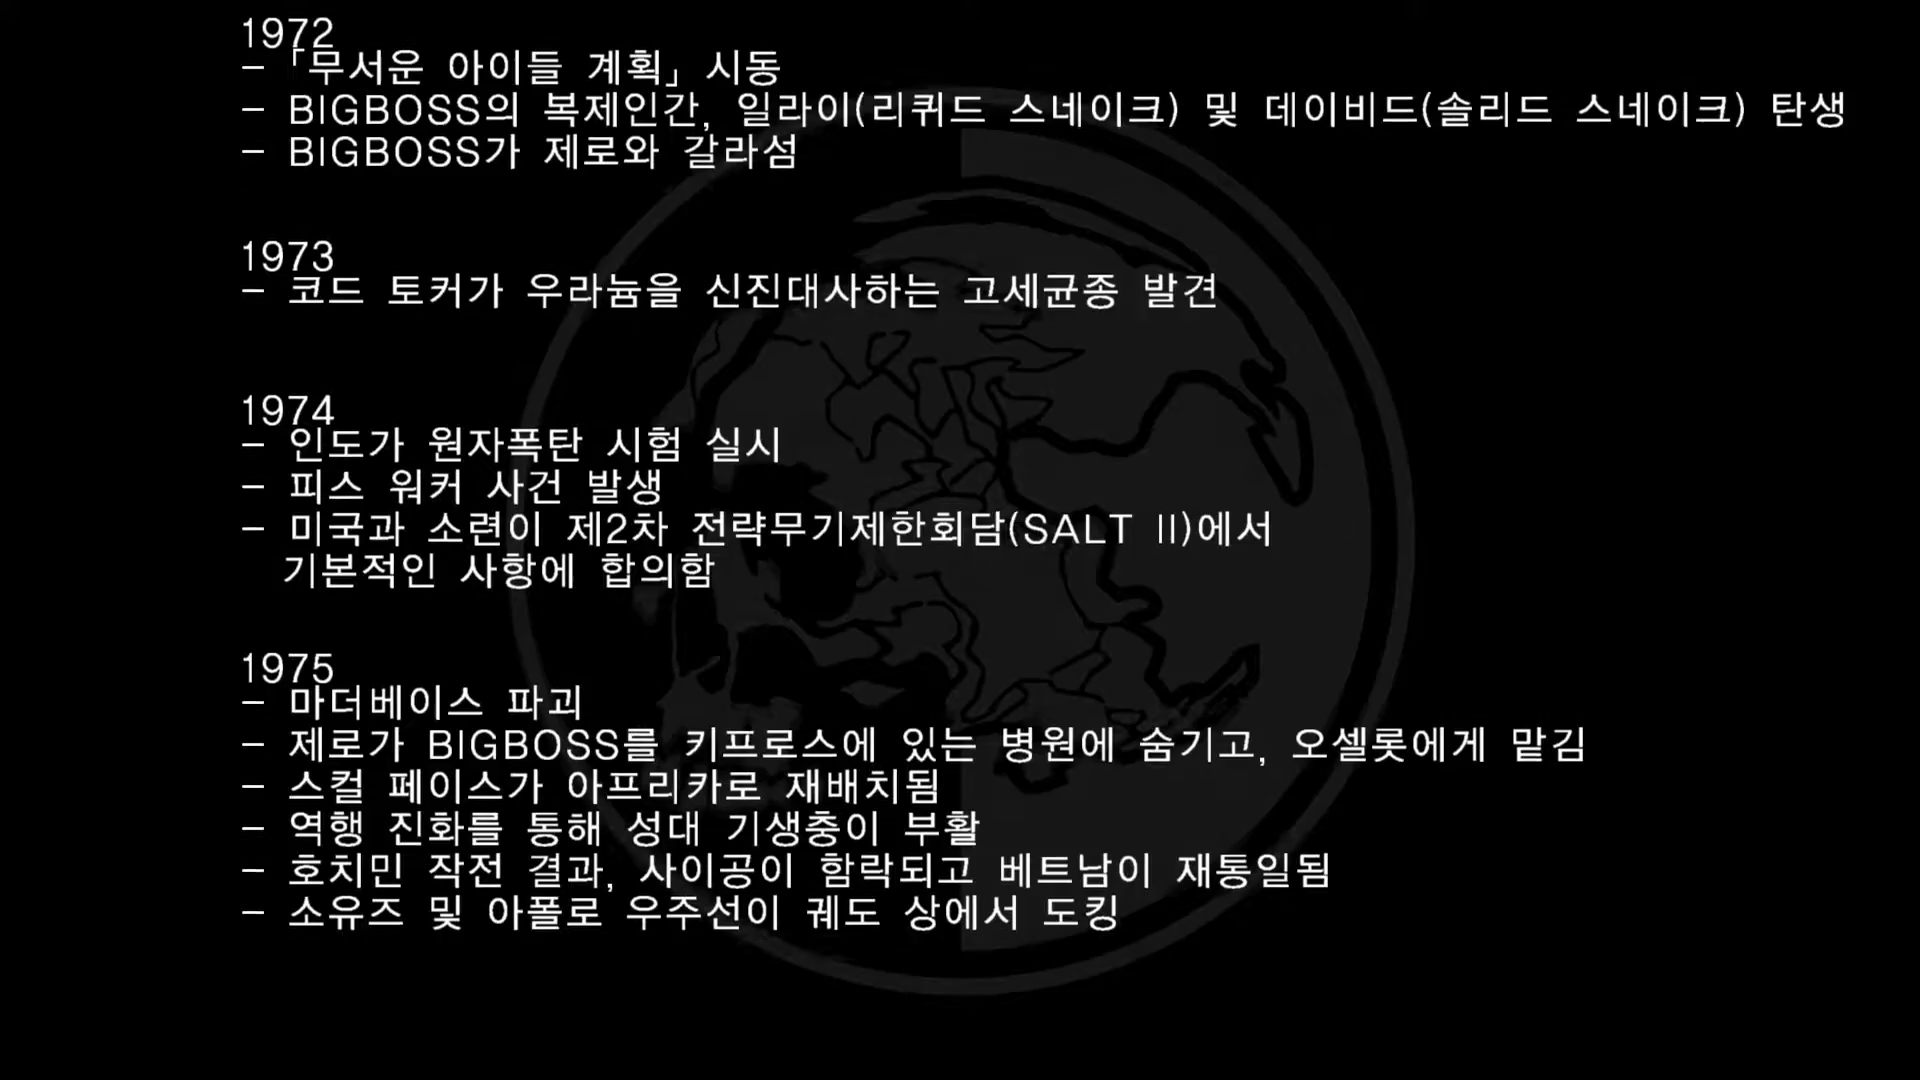 1972
- 「무서운 아이들 계획」 시동
- BIGBOSS의 복제인간, 일라이(리퀴드 스네이크) 및 데이비드(솔리드 스네이크) 탄생
- BIGBOSS가 제로와 갈라섬
1973
- 코드 토커가 우라늄을 신진대사하는 고세균종 발견
1974
- 인도가 원자폭탄 시험 실시
- 피스 워커 사건 발생
- 미국과 소련이 제2차 전략무기제한회담(SALT II)에서
기본적인 사항에 합의함
1975
- 마더베이스 파괴
- 제로가 BIGBOSS를 키프로스에 있는 병원에 숨기고, 오셀롯에게 맡김
- 스컬 페이스가 아프리카로 재배치됨
- 역행 진화를 통해 성대 기생충이 부활
- 호치민 작전 결과, 사이공이 함락되고 베트남이 재통일됨
- 소유즈 및 아폴로 우주선이 궤도 상에서 도킹